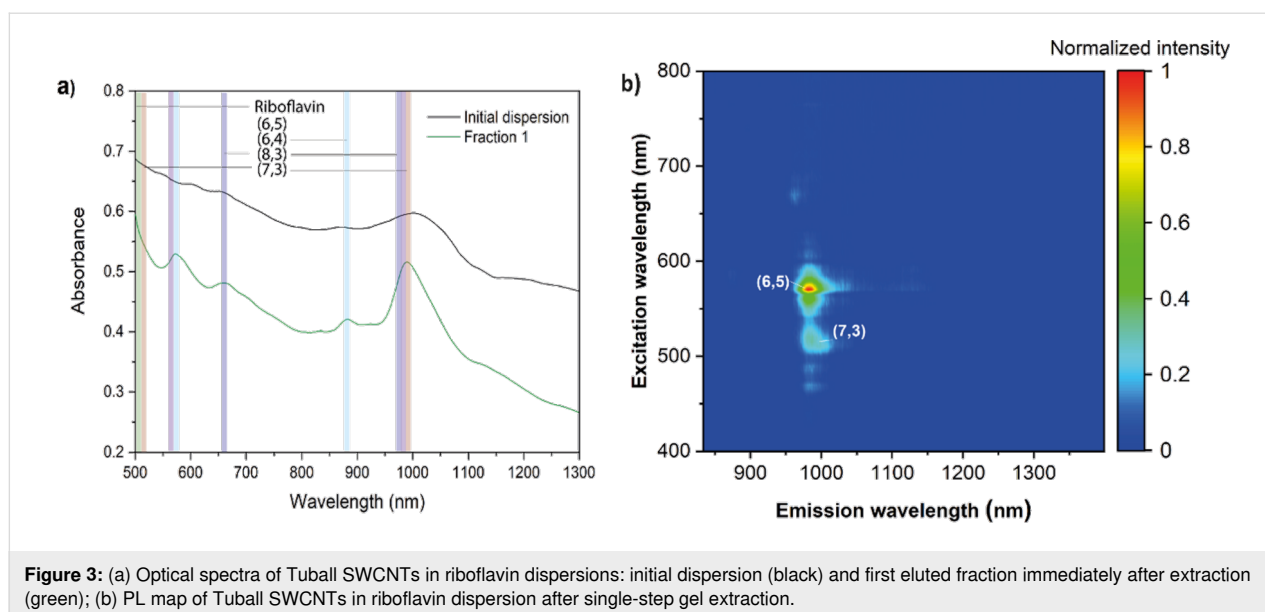 a)
0.8
0.7
0.6
0.5
0.4
0.3
0.2
Absorbance
Riboflavin
(6,5)
(6,4)
(8,3)
(7,3)
Initial dispersion
Fraction 1
500 600 700 800 900 1000 1100 1200 1300
Wavelength (nm)
b)
Normalized intensity
800
700
600
500
400
Excitation wavelength (nm)
(6,5)
(7,3)
900 1000 1100 1200 1300
Emission wavelength (nm)
1
0.8
0.6
0.4
0.2
0
Figure 3: (a) Optical spectra of Tuball SWCNTs in riboflavin dispersions: initial dispersion (black) and first eluted fraction immediately after extraction
(green); (b) PL map of Tuball SWCNTs in riboflavin dispersion after single-step gel extraction.